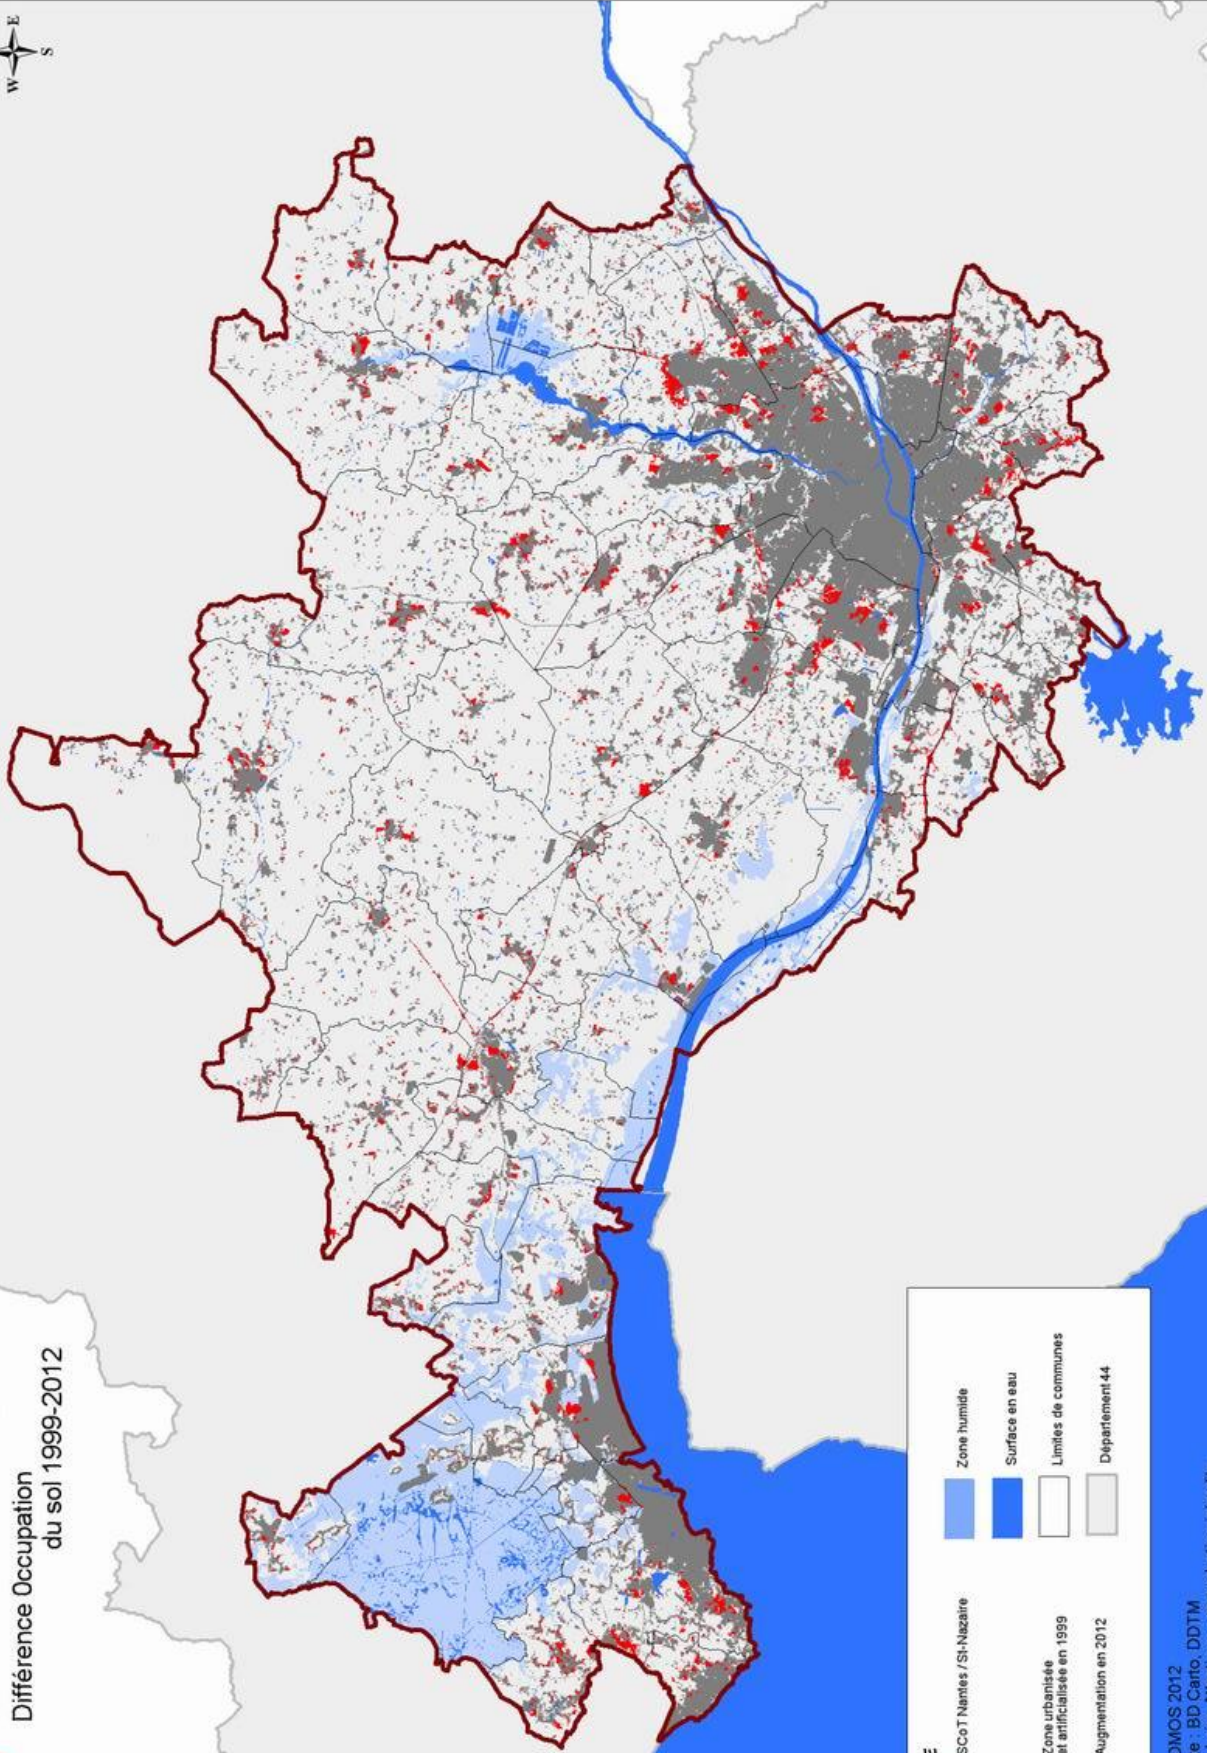 Différence Occupation
du sol 1999-2012
W
E
S
SCoT Nantes / St-Nazaire
Zone urbanisée
et artificialisée en 1999
Augmentation en 2012
Zone humide
Surface en eau
Limites de communes
Département 44
2012
: BD Carto, DDTM